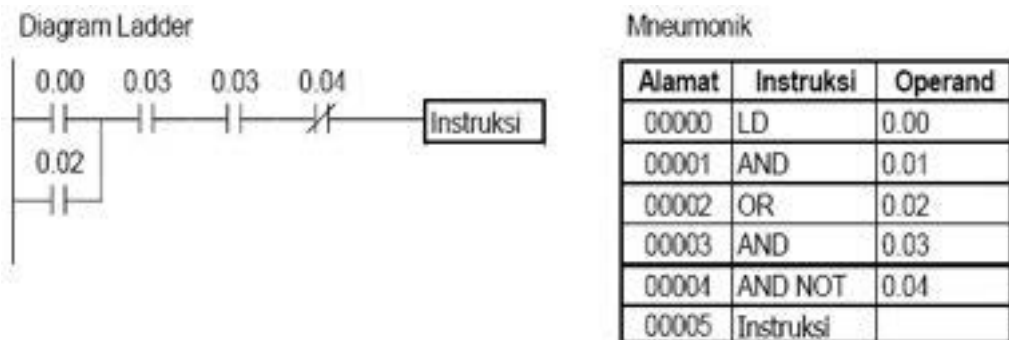 Diagram Ladder
0.00 0.03 0.03 0.04
Instruksi
0.02
Mneumonik
Alamat Instruksi Operand
00000 LD 0.00
00001 AND 0.01
00002 OR 0.02
00003 AND 0.03
00004 AND NOT 0.04
00005 Instruksi